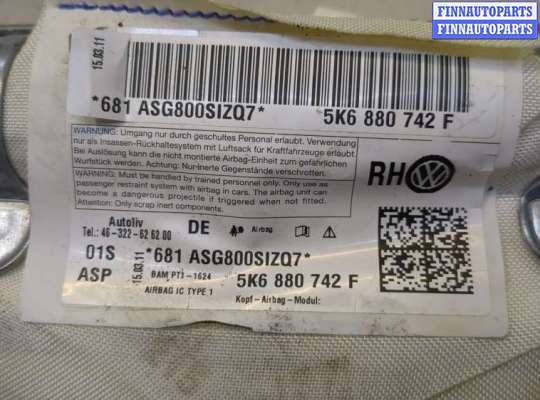 FINNAUTOPARTS
FINNAUTOPARTS
15.03.11
*681 ASG800SIZQ7*
5K6 880 742 F
WARNUNG: Umgang nur durch geschultes Personal erlaubt. Verwendung
nur als Insassen-Rückhaltesystem mit Luftsack für Kraftfahrzeuge erlaubt.
Bei Auslösung kann die nicht montierte Airbag-Einheit zum gefährlichen
Wurfstück werden. Achtung: Nur-inerte Gegenstände verschrotten.
WARNING: Must be handled by trained personnel only. Only use as
passenger restraint system with airbag in cars. The airbag unit can
become a dangerous projectile if triggered when not fitted.
Attention: Only scrap inert components.
RH
Autoliv
Tel.: 46-322-62 62 00
DE
Airbag
01S
ASP
15.03.11
*681 ASG800SIZQ7*
BAM PT1-1624
5K6 880 742 F
AIRBAG IC TYPE 1
Kopf-Airbag-Modul: